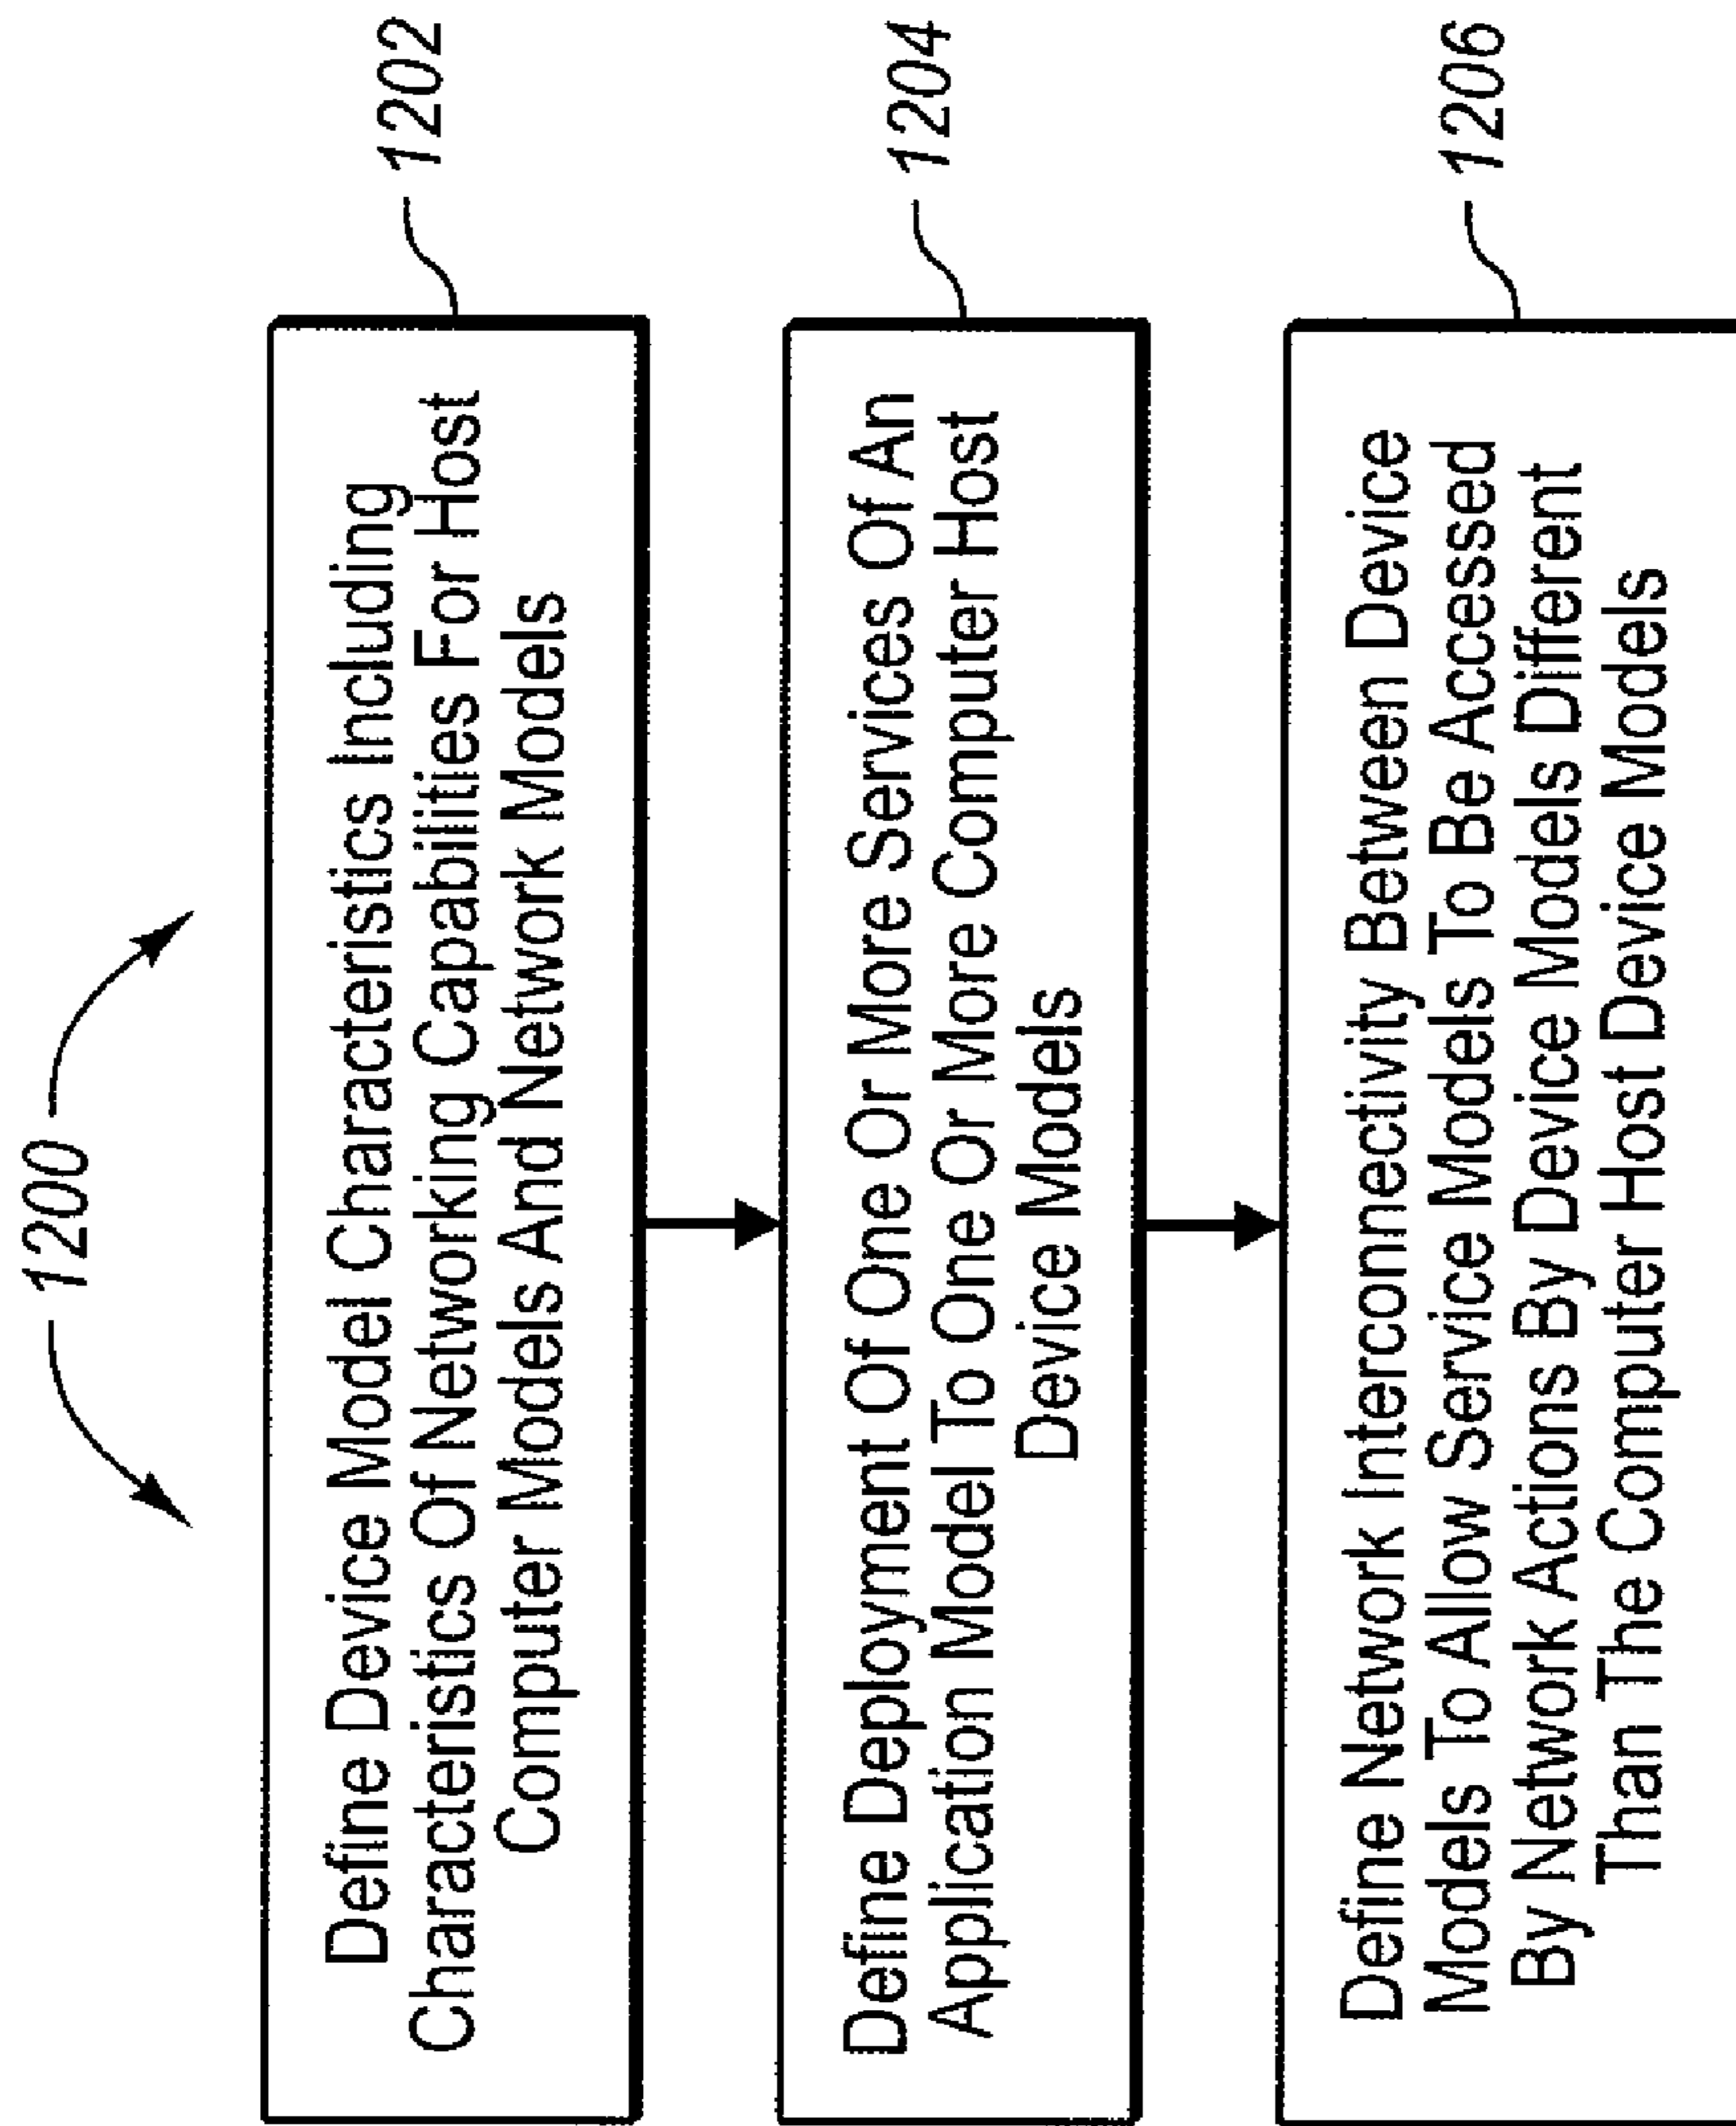 1200
Define Device Model Characteristics Including
Characteristics Of Networking Capabilities For Host
Computer Models And Network Models
1202
Define Deployment Of One Or More Services Of An
Application Model To One Or More Computer Host
Device Models
1204
Define Network Interconnectivity Between Device
Models To Allow Service Models To Be Accessed
By Network Actions By Device Models Different
Than The Computer Host Device Models
1206